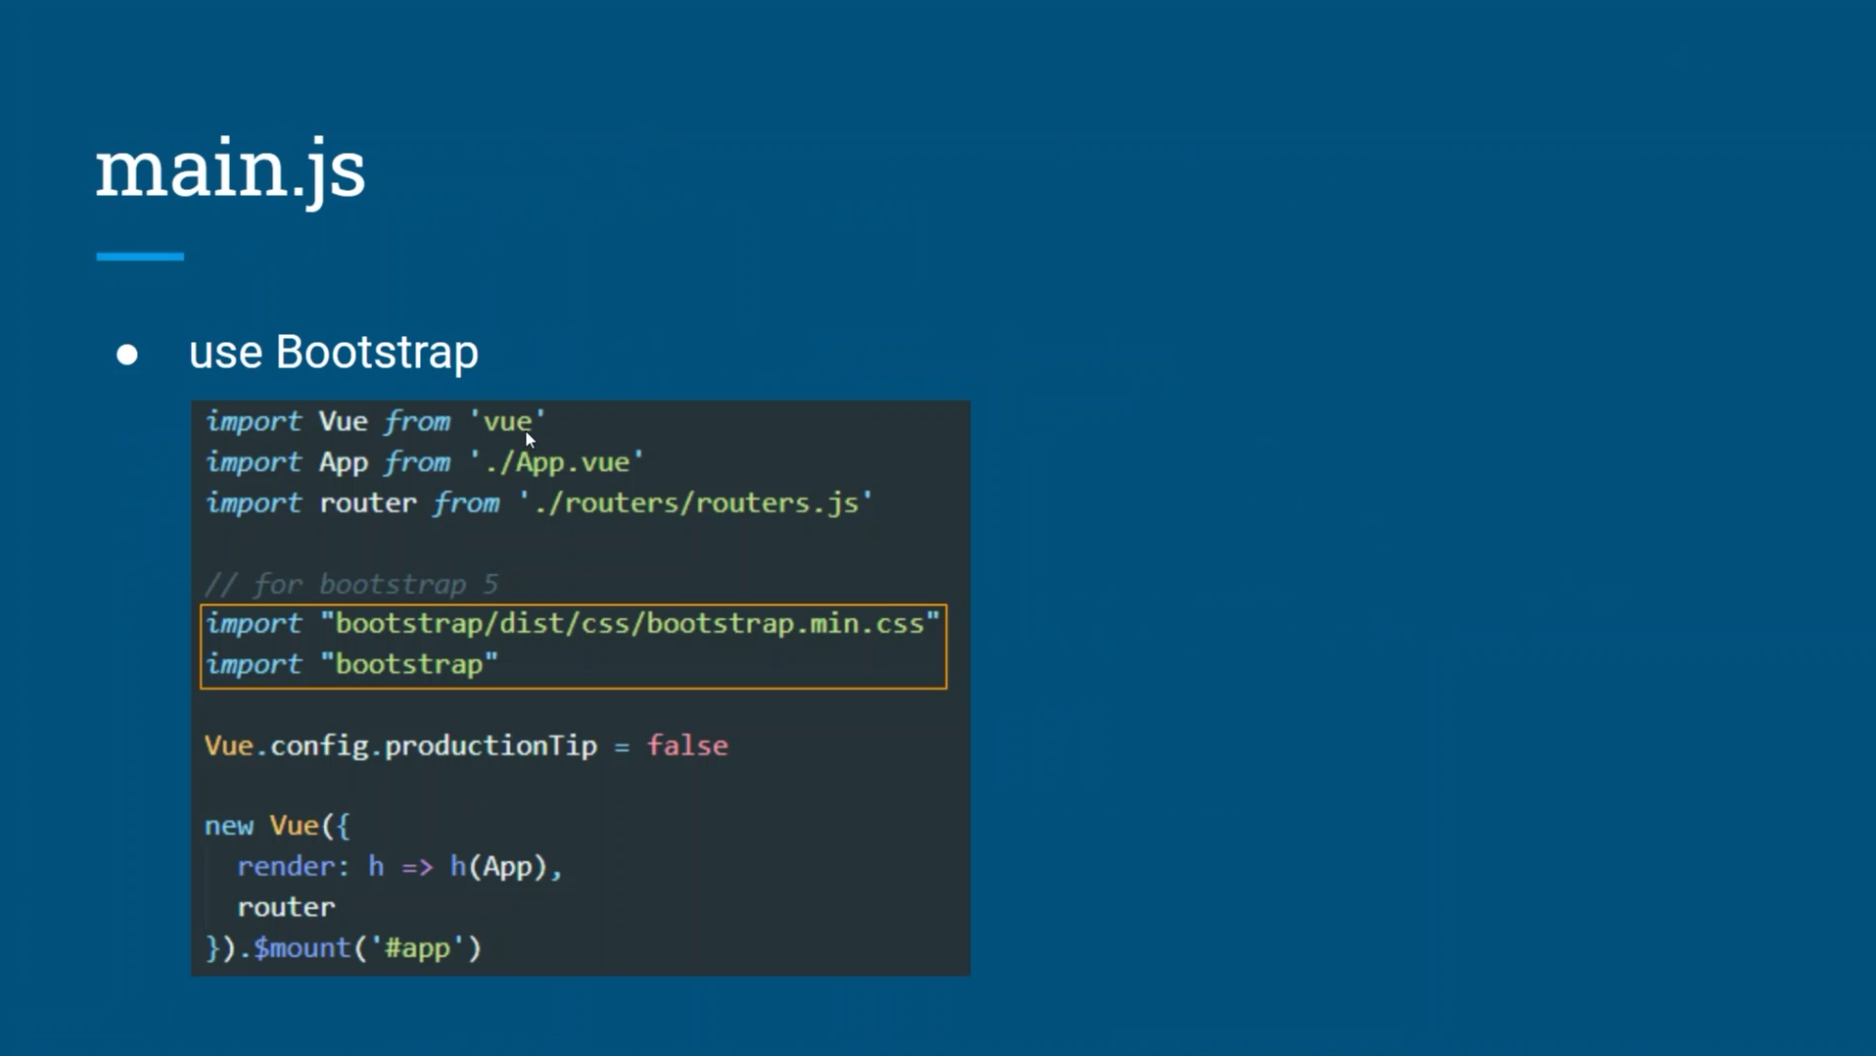 main.js
● use Bootstrap
import Vue from 'vue'
import App from './App.vue'
import router from './routers/routers.js'
// for bootstrap 5
import "bootstrap/dist/css/bootstrap.min.css"
import "bootstrap"
Vue.config.productionTip = false
new Vue({
  render: h => h(App),
  router
}).$mount('#app')